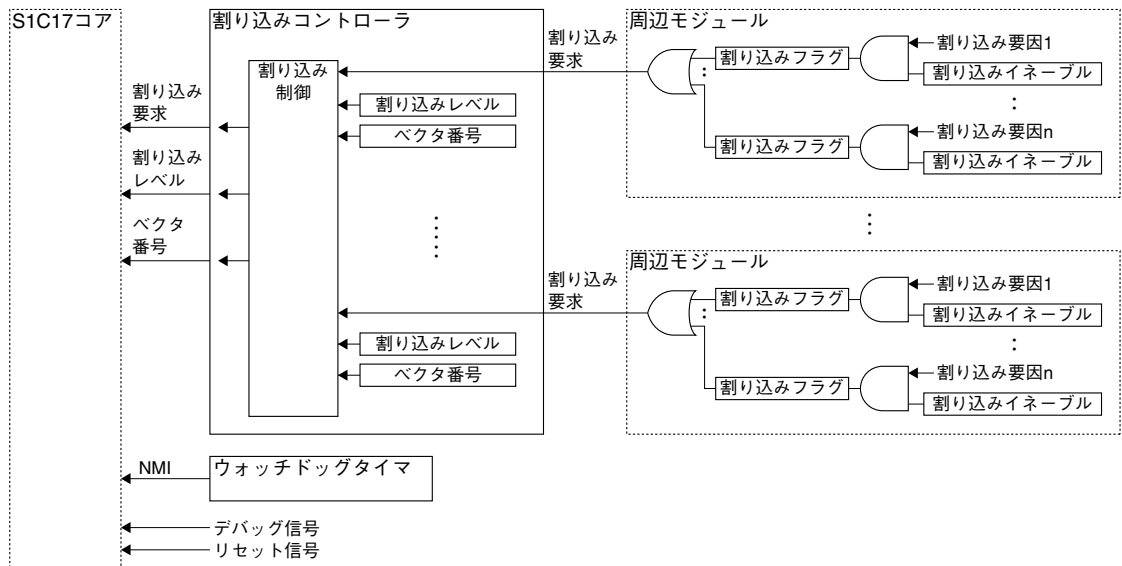 S1C17コア
割り込みコントローラ
周辺モジュール
割り込み
要求
割り込みフラグ
割り込み要因1
割り込みイネーブル
割り込み
制御
割り込みレベル
ベクタ番号
割り込み
要求
割り込みフラグ
割り込み要因n
割り込みイネーブル
割り込み
レベル
ベクタ
番号
周辺モジュール
割り込み
要求
割り込みフラグ
割り込み要因1
割り込みイネーブル
割り込みレベル
ベクタ番号
割り込みフラグ
割り込み要因n
割り込みイネーブル
NMI
ウォッチドッグタイマ
デバッグ信号
リセット信号